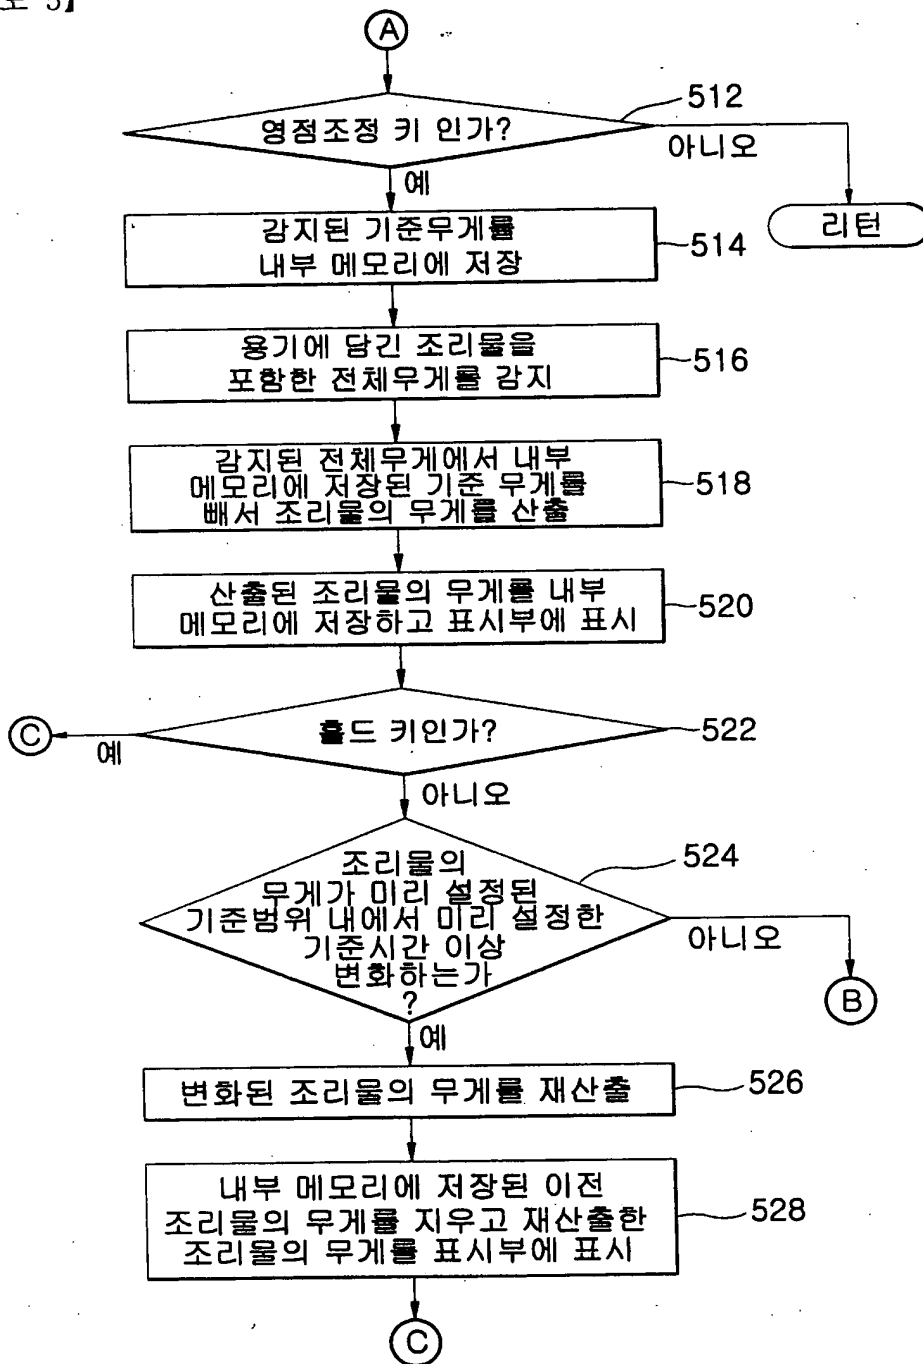 도 5】
A
영점조정 키 인가?
512
아니오
예
리턴
감지된 기준무게를
내부 메모리에 저장
514
용기에 담긴 조리물을
포함한 전체무게를 감지
516
감지된 전체무게에서 내부
메모리에 저장된 기준 무게를
빼서 조리물의 무게를 산출
518
산출된 조리물의 무게를 내부
메모리에 저장하고 표시부에 표시
520
홀드 키인가?
522
C
예
아니오
조리물의
무게가 미리 설정된
기준범위 내에서 미리 설정한
기준시간 이상
변화하는가
?
524
아니오
B
예
변화된 조리물의 무게를 재산출
526
내부 메모리에 저장된 이전
조리물의 무게를 지우고 재산출한
조리물의 무게를 표시부에 표시
528
C